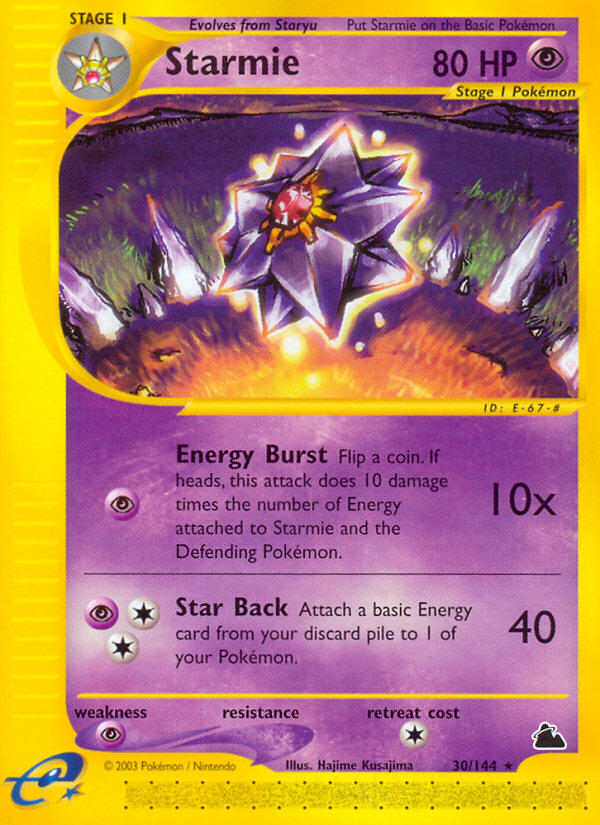 STAGE 1
Evolves from Staryu Put Starmie on the Basic Pokémon
Starmie 80 HP
Stage 1 Pokémon
ID: E-67-#
Energy Burst Flip a coin. If
heads, this attack does 10 damage
times the number of Energy
attached to Starmie and the
Defending Pokémon.
10x
Star Back Attach a basic Energy
card from your discard pile to 1 of
your Pokémon.
40
weakness resistance retreat cost
© 2003 Pokémon / Nintendo Illus. Hajime Kusajima 30/144 ★
e